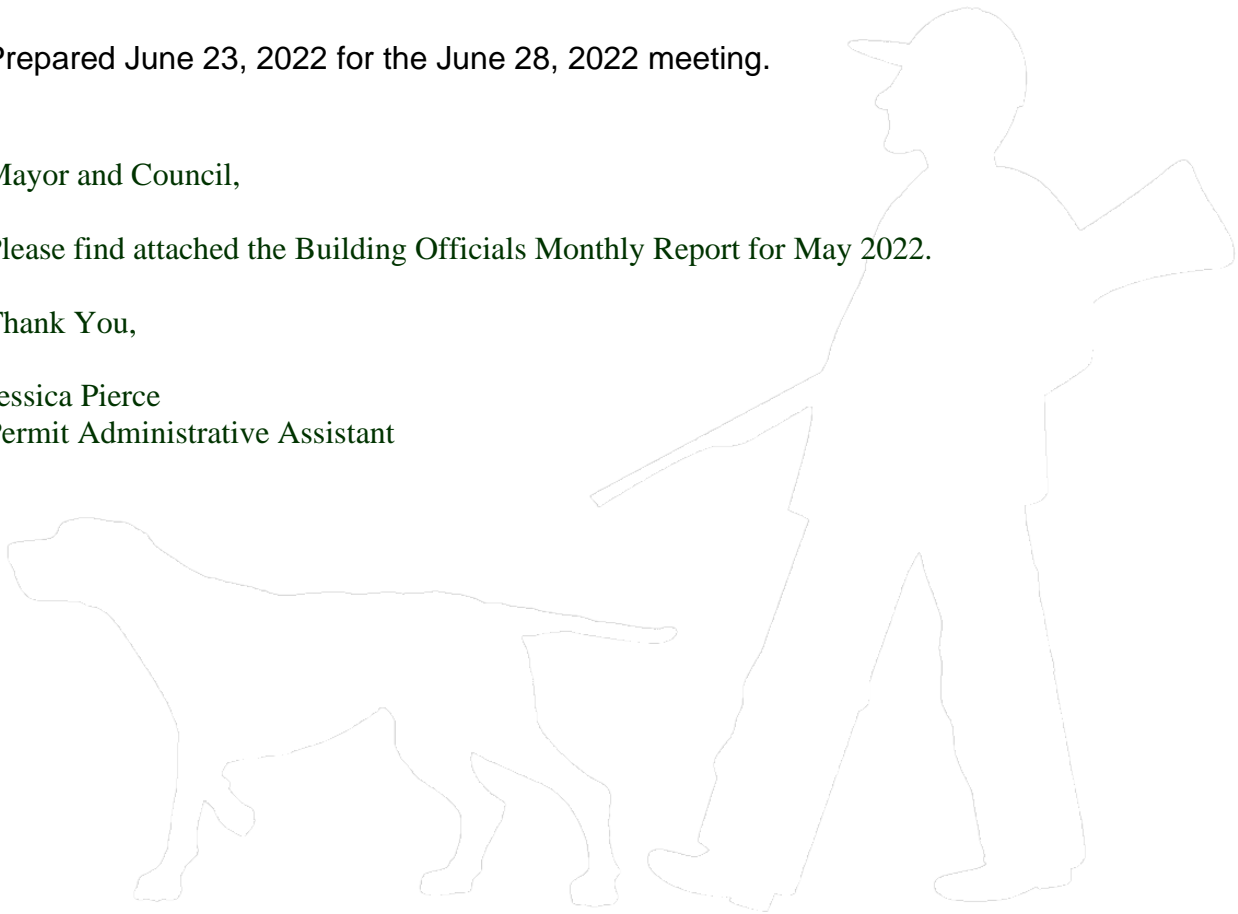 Prepared June 23, 2022 for the June 28, 2022 meeting.
Mayor and Council,
Please find attached the Building Officials Monthly Report for May 2022.
Thank You,
Jessica Pierce
Permit Administrative Assistant